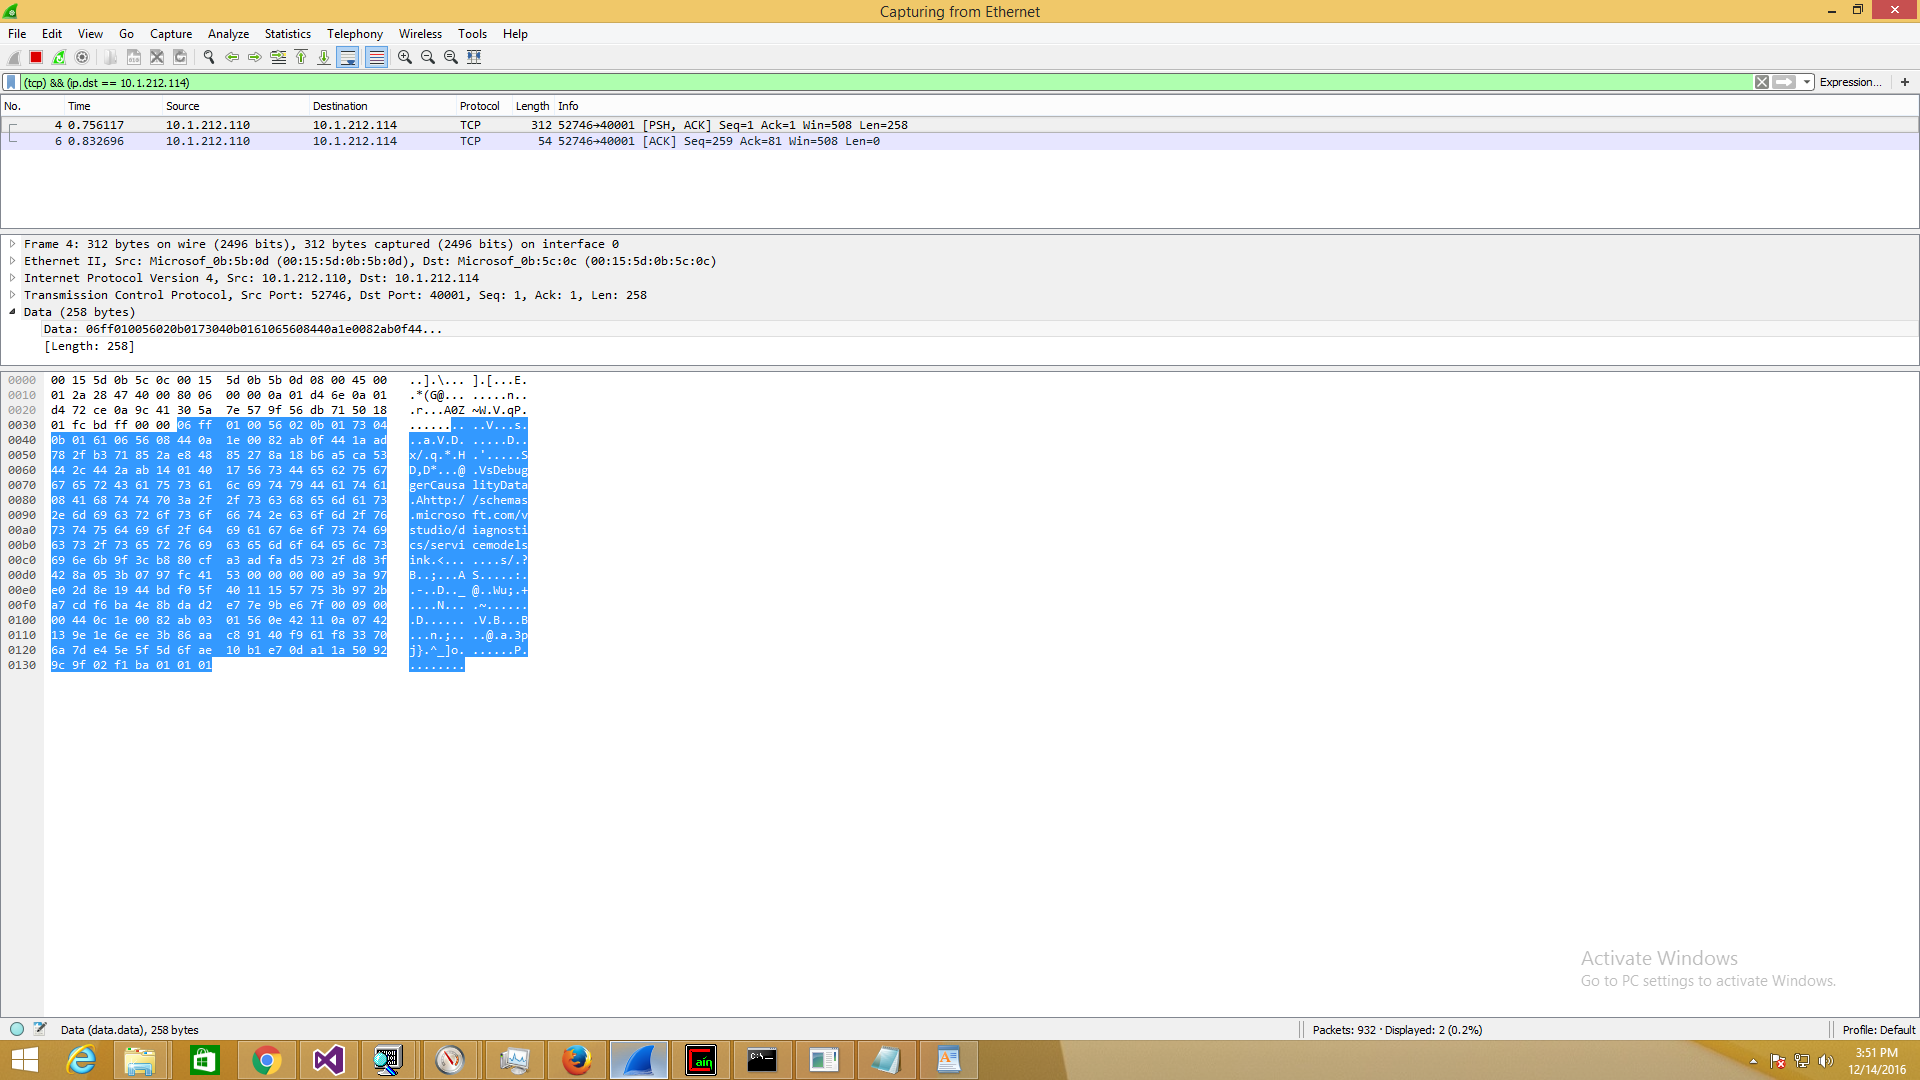 Capturing from Ethernet
File Edit View Go Capture Analyze Statistics Telephony Wireless Tools Help
(tcp) && (ip.dst == 10.1.212.114) Expression... +
No. Time Source Destination Protocol Length Info
4 0.756117 10.1.212.110 10.1.212.114 TCP 312 52746→40001 [PSH, ACK] Seq=1 Ack=1 Win=508 Len=258
6 0.832696 10.1.212.110 10.1.212.114 TCP 54 52746→40001 [ACK] Seq=259 Ack=81 Win=508 Len=0
Frame 4: 312 bytes on wire (2496 bits), 312 bytes captured (2496 bits) on interface 0
Ethernet II, Src: Microsof_0b:5b:0d (00:15:5d:0b:5b:0d), Dst: Microsof_0b:5c:0c (00:15:5d:0b:5c:0c)
Internet Protocol Version 4, Src: 10.1.212.110, Dst: 10.1.212.114
Transmission Control Protocol, Src Port: 52746, Dst Port: 40001, Seq: 1, Ack: 1, Len: 258
Data (258 bytes)
Data: 06ff010056020b0173040b0161065608440a1e0082ab0f44...
[Length: 258]
0000 00 15 5d 0b 5c 0c 00 15 5d 0b 5b 0d 08 00 45 00 ..].\... ].[...E.
0010 01 2a 28 47 40 00 80 06 00 00 0a 01 d4 6e 0a 01 .*(G@... .....n..
0020 d4 72 ce 0a 9c 41 30 5a 7e 57 9f 56 db 71 50 18 .r...A0Z ~W.V.qP.
0030 01 fc bd ff 00 00 06 ff 01 00 56 02 0b 01 73 04 ........ ..V...s.
0040 0b 01 61 06 56 08 44 0a 1e 00 82 ab 0f 44 1a ad ..a.V.D. .....D..
0050 78 2f b3 71 85 2a e8 48 85 27 8a 18 b6 a5 ca 53 x/.q.*.H .'.....S
0060 44 2c 44 2a ab 14 01 40 17 56 73 44 65 62 75 67 D,D*...@ .VsDebug
0070 67 65 72 43 61 75 73 61 6c 69 74 79 44 61 74 61 gerCausa lityData
0080 08 41 68 74 74 70 3a 2f 2f 73 63 68 65 6d 61 73 .Ahttp:/ /schemas
0090 2e 6d 69 63 72 6f 73 6f 66 74 2e 63 6f 6d 2f 76 .microso ft.com/v
00a0 73 74 75 64 69 6f 2f 64 69 61 67 6e 6f 73 74 69 studio/d iagnosti
00b0 63 73 2f 73 65 72 76 69 63 65 6d 6f 64 65 6c 73 cs/servi cemodels
00c0 69 6e 6b 9f 3c b8 80 cf a3 ad fa d5 73 2f d8 3f ink.<... ....s/.?
00d0 42 8a 05 3b 07 97 fc 41 53 00 00 00 00 a9 3a 97 B..;...A S.....:.
00e0 e0 2d 8e 19 44 bd f0 5f 40 11 15 57 75 3b 97 2b .-..D.._ @..Wu;.+
00f0 a7 cd f6 ba 4e 8b da d2 e7 7e 9b e6 7f 00 09 00 ....N... .~......
0100 00 44 0c 1e 00 82 ab 03 01 56 0e 42 11 0a 07 42 .D...... .V.B...B
0110 13 9e 1e 6e ee 3b 86 aa c8 91 40 f9 61 f8 33 70 ...n.;.. ..@.a.3p
0120 6a 7d e4 5e 5f 5d 6f ae 10 b1 e7 0d a1 1a 50 92 j}.^_]o. ......P.
0130 9c 9f 02 f1 ba 01 01 01 ........
Activate Windows
Go to PC settings to activate Windows.
Data (data.data), 258 bytes Packets: 932 · Displayed: 2 (0.2%) Profile: Default
C:\_
3:51 PM
12/14/2016